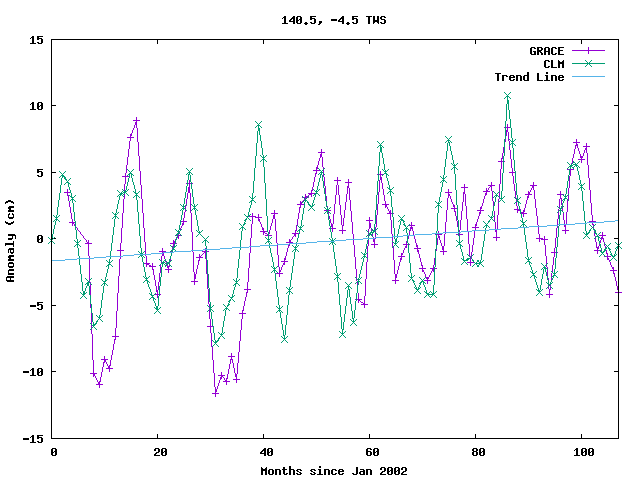 140.5, -4.5 TWS
GRACE
CLM
Trend Line
15
10
5
0
-5
-10
-15
Anomaly (cm)
0 20 40 60 80 100
Months since Jan 2002